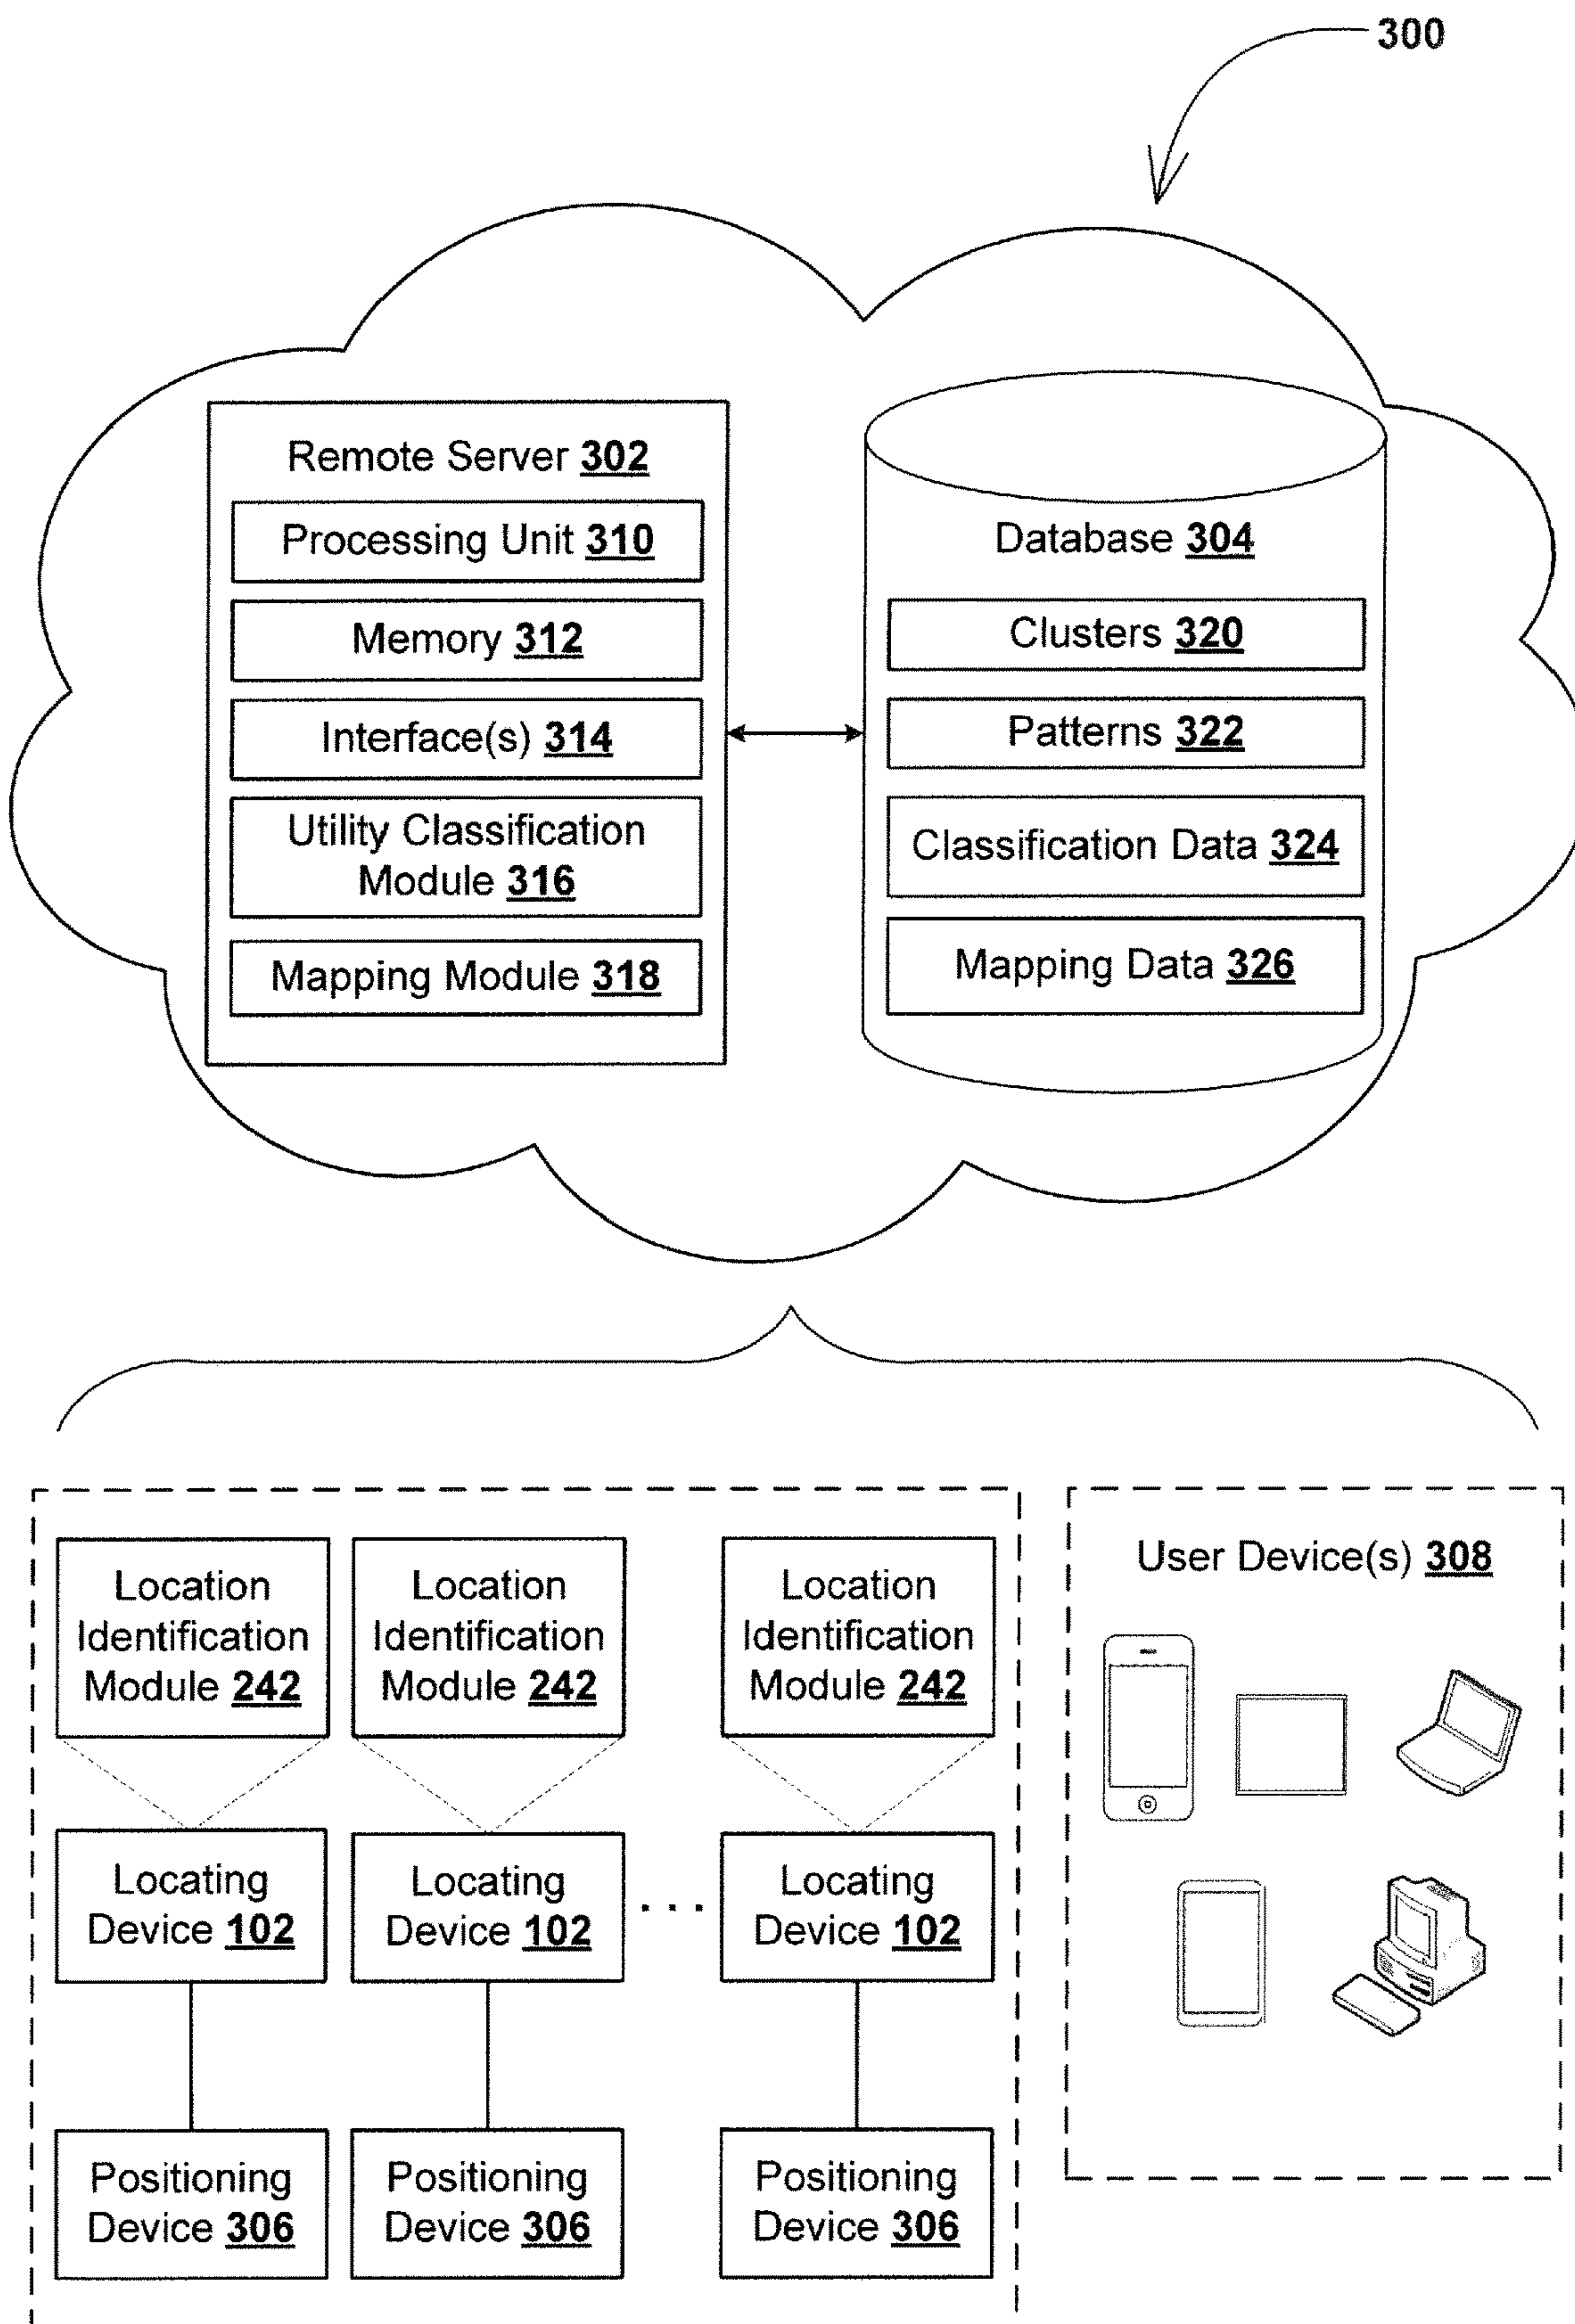 300
Remote Server 302
Processing Unit 310
Memory 312
Interface(s) 314
Utility Classification
Module 316
Mapping Module 318
Database 304
Clusters 320
Patterns 322
Classification Data 324
Mapping Data 326
Location
Identification
Module 242
Location
Identification
Module 242
Location
Identification
Module 242
Locating
Device 102
Locating
Device 102
. . .
Locating
Device 102
Positioning
Device 306
Positioning
Device 306
Positioning
Device 306
User Device(s) 308